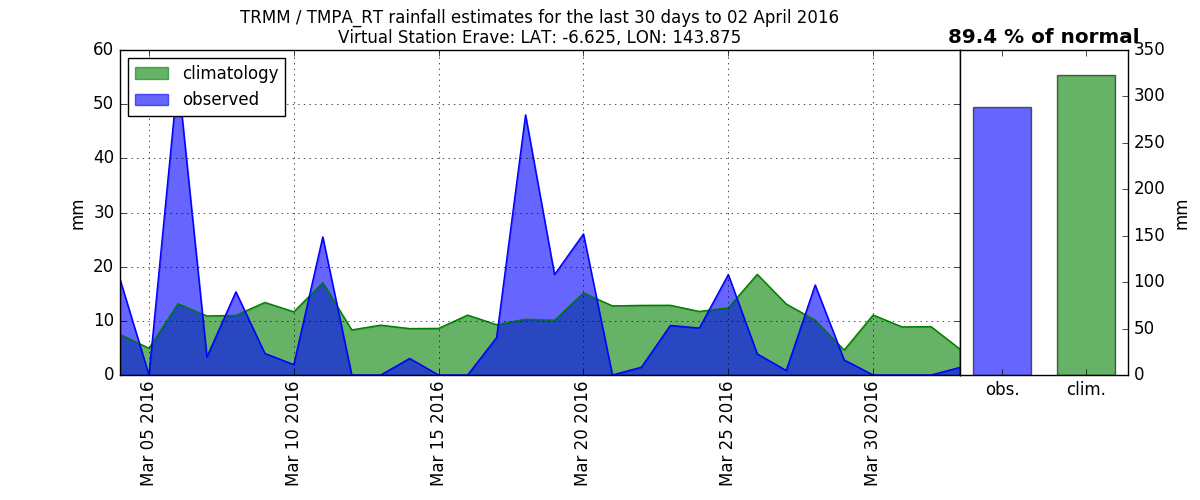 TRMM / TMPA_RT rainfall estimates for the last 30 days to 02 April 2016
Virtual Station Erave: LAT: -6.625, LON: 143.875
89.4 % of normal
climatology
observed
60
50
40
30
20
10
0
mm
Mar 05 2016
Mar 10 2016
Mar 15 2016
Mar 20 2016
Mar 25 2016
Mar 30 2016
350
300
250
200
150
100
50
0
mm
obs.
clim.